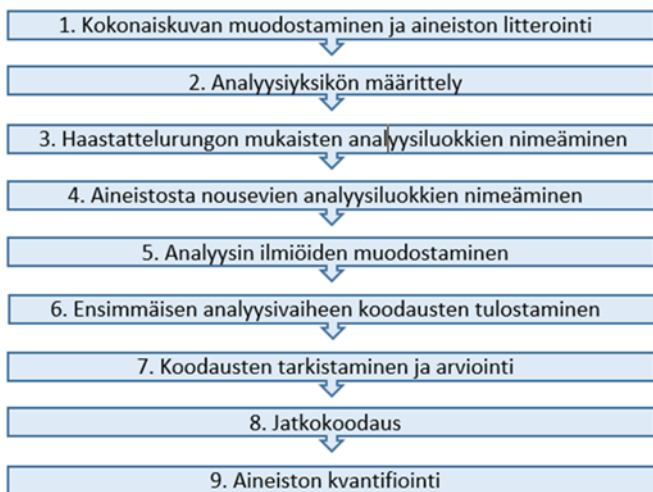 1. Kokonaiskuvan muodostaminen ja aineiston litterointi
2. Analyysiyksikön määrittely
3. Haastattelurungon mukaisten analyysiluokkien nimeäminen
4. Aineistosta nousevien analyysiluokkien nimeäminen
5. Analyysin ilmiöiden muodostaminen
6. Ensimmäisen analyysivaiheen koodausten tulostaminen
7. Koodausten tarkistaminen ja arviointi
8. Jatkokoodaus
9. Aineiston kvantifiointi